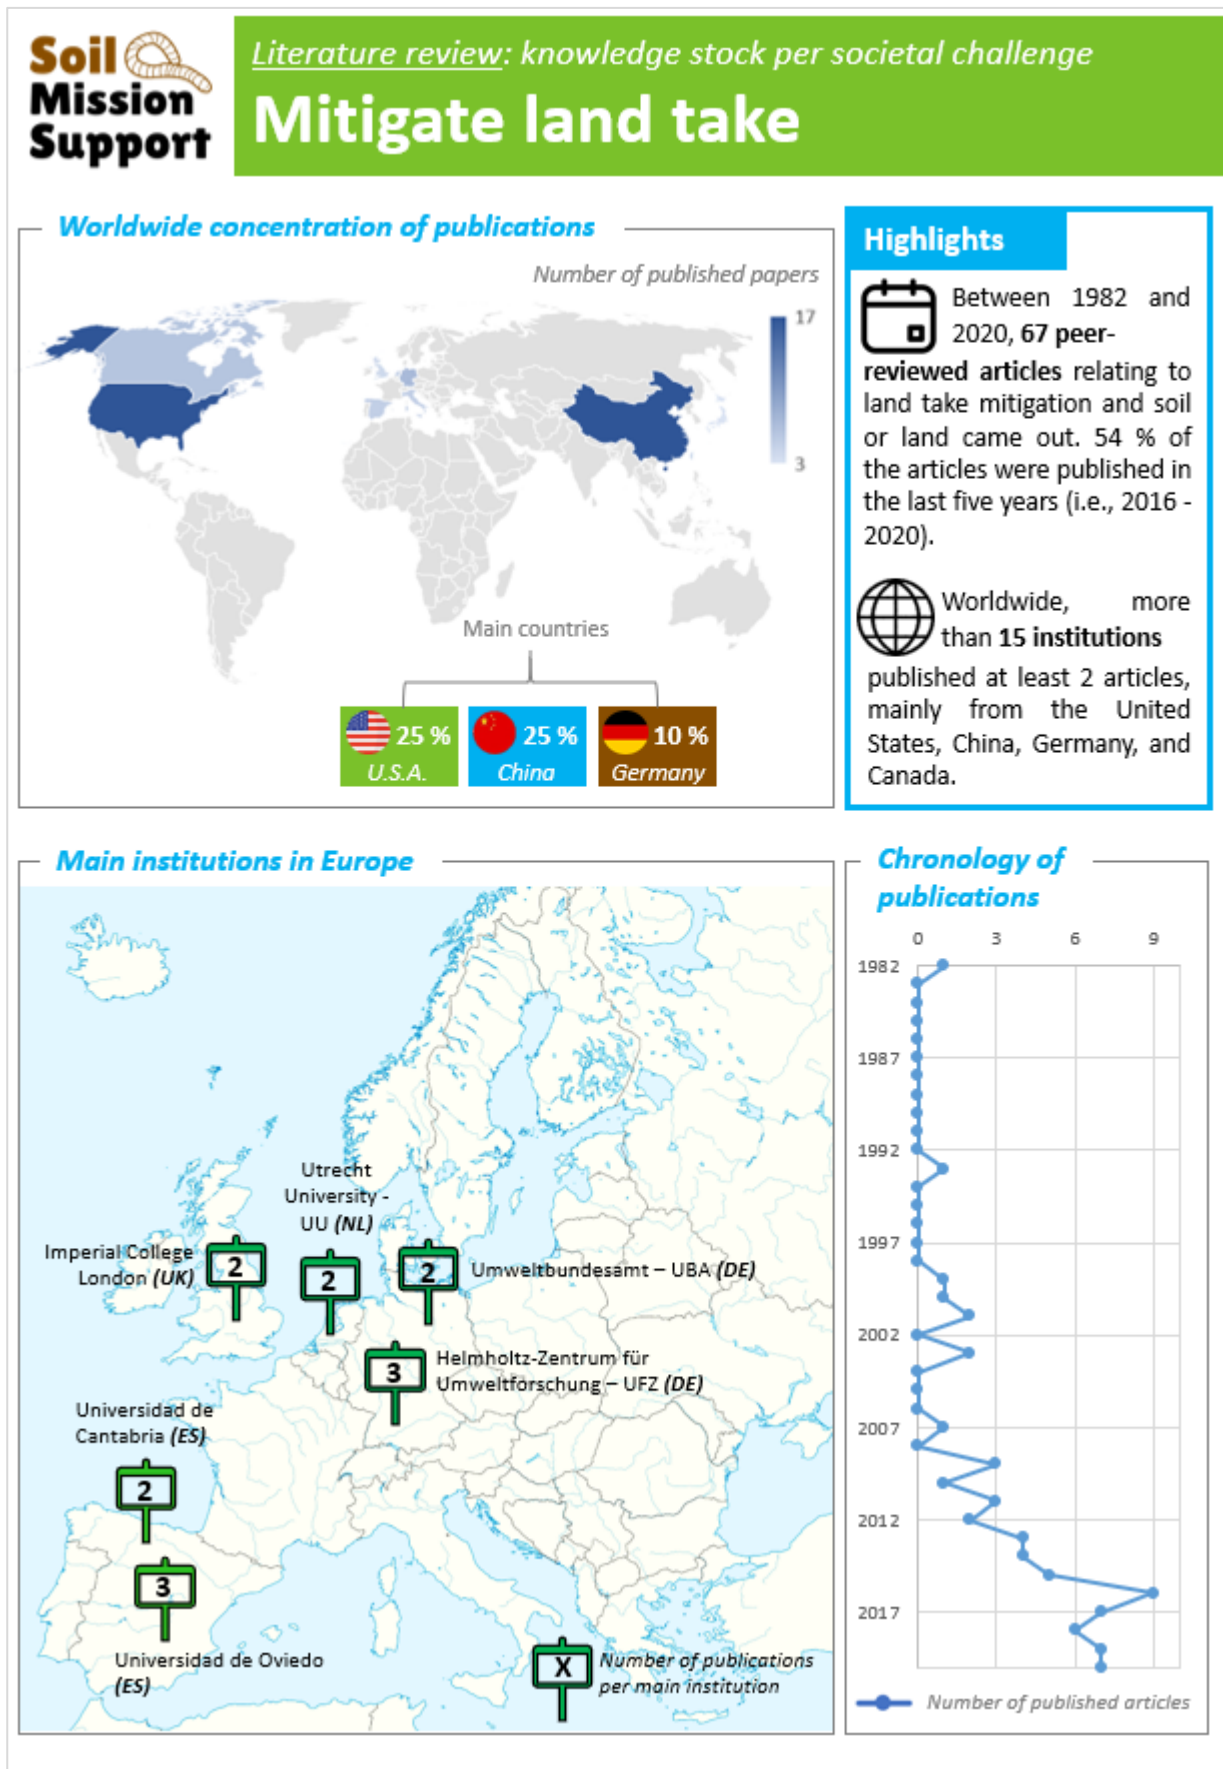 Soil
Mission
Support
Literature review: knowledge stock per societal challenge
Mitigate land take
Worldwide concentration of publications
Number of published papers
17
3
Main countries
25 %
U.S.A.
25 %
China
10 %
Germany
Highlights
Between 1982 and
2020, 67 peer-
reviewed articles relating to
land take mitigation and soil
or land came out. 54 % of
the articles were published in
the last five years (i.e., 2016 -
2020).
Worldwide, more
than 15 institutions
published at least 2 articles,
mainly from the United
States, China, Germany, and
Canada.
Main institutions in Europe
Utrecht
University -
UU (NL)
2
Imperial College
London (UK)
2
2
Umweltbundesamt – UBA (DE)
3
Helmholtz-Zentrum für
Umweltforschung – UFZ (DE)
Universidad de
Cantabria (ES)
2
3
Universidad de Oviedo
(ES)
X
Number of publications
per main institution
Chronology of
publications
0 3 6 9
1982
1987
1992
1997
2002
2007
2012
2017
Number of published articles